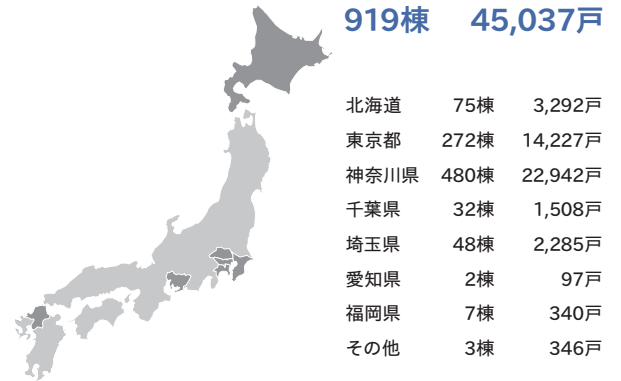 919棟 45,037戸
北海道 75棟 3,292戸
東京都 272棟 14,227戸
神奈川県 480棟 22,942戸
千葉県 32棟 1,508戸
埼玉県 48棟 2,285戸
愛知県 2棟 97戸
福岡県 7棟 340戸
その他 3棟 346戸